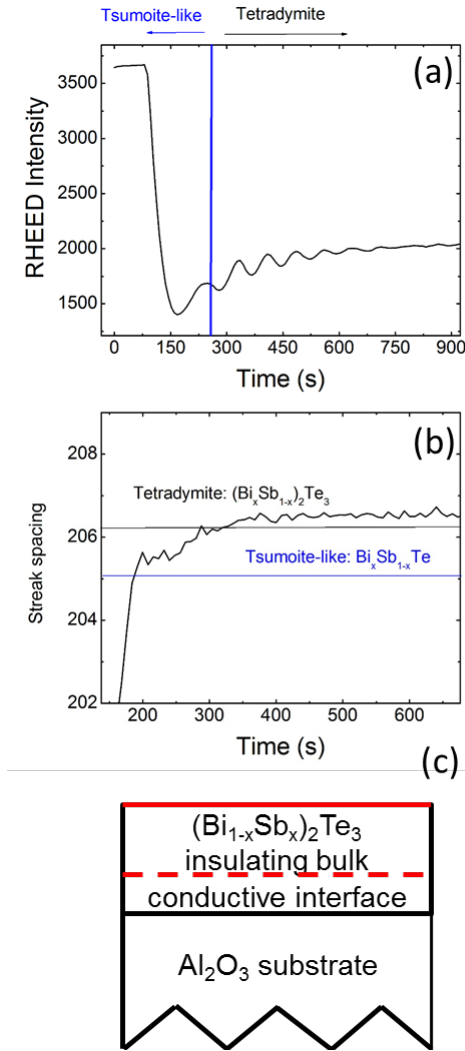 Tsumoite-like Tetradymite
(a)
RHEED Intensity
3500
3000
2500
2000
1500
0 150 300 450 600 750 900
Time (s)
(b)
Streak spacing
208
206
204
202
Tetradymite: (BiₓSb₁₋ₓ)₂Te₃
Tsumoite-like: BiₓSb₁₋ₓTe
200 300 400 500 600
Time (s)
(c)
(Bi₁₋ₓSbₓ)₂Te₃
insulating bulk
conductive interface
Al₂O₃ substrate